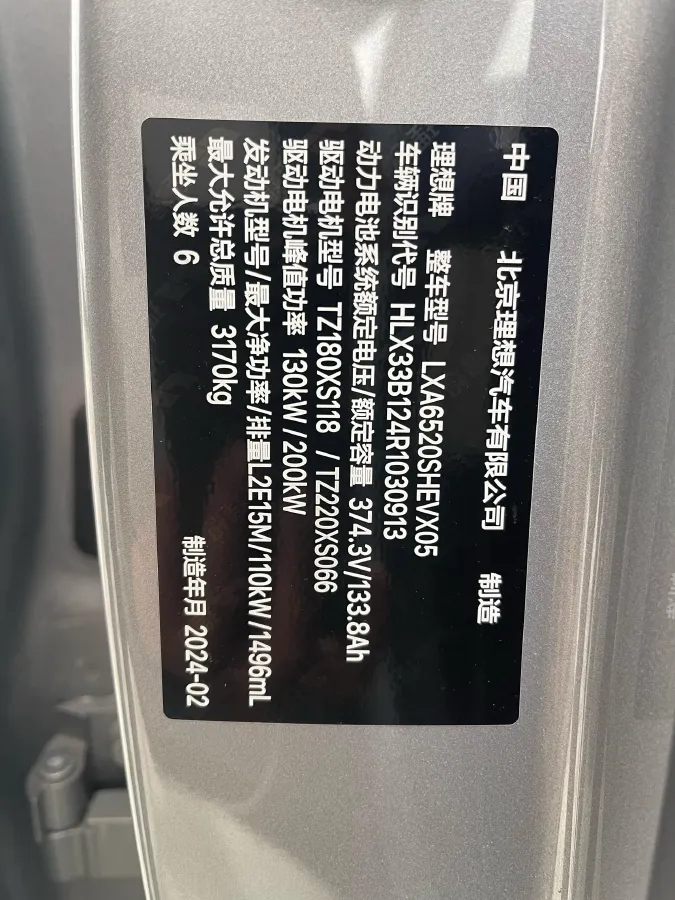 中国 北京理想汽车有限公司 制造
理想牌 整车型号 LXA6520SHEVX05
车辆识别代号 HLX33B124R1030913
动力电池系统额定电压/额定容量 374.3V/133.8Ah
驱动电机型号 TZ180XS118 / TZ220XS066
驱动电机峰值功率 130kW/200kW
发动机型号/最大净功率/排量L2E15M/110kW/1496mL
最大允许总质量 3170kg
乘坐人数 6 制造年月 2024-02